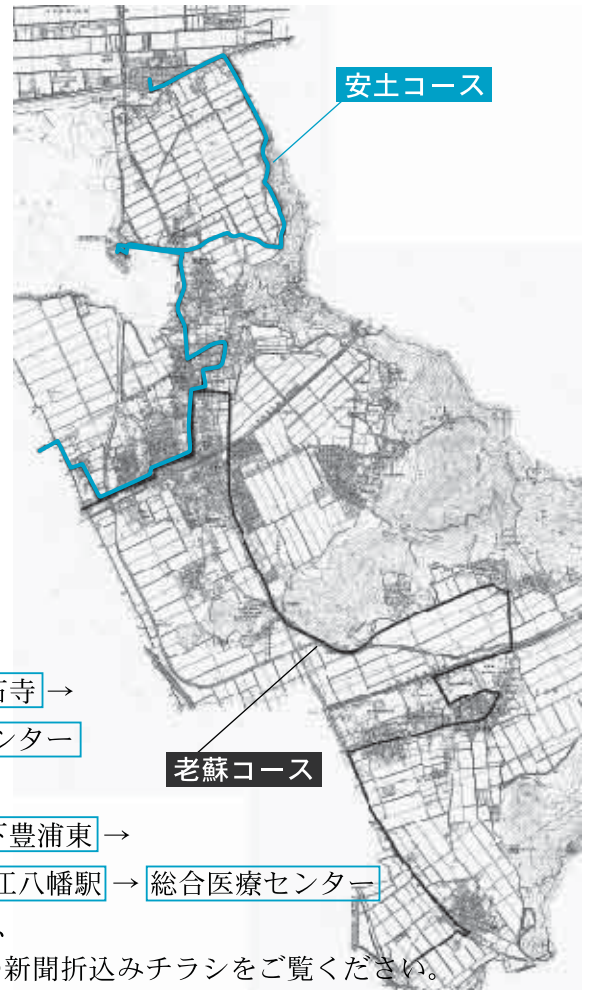 安土コース
石寺→
ンター
老蘇コース
下豊浦東→
江八幡駅→総合医療センター
、
新聞折込みチラシをご覧ください。